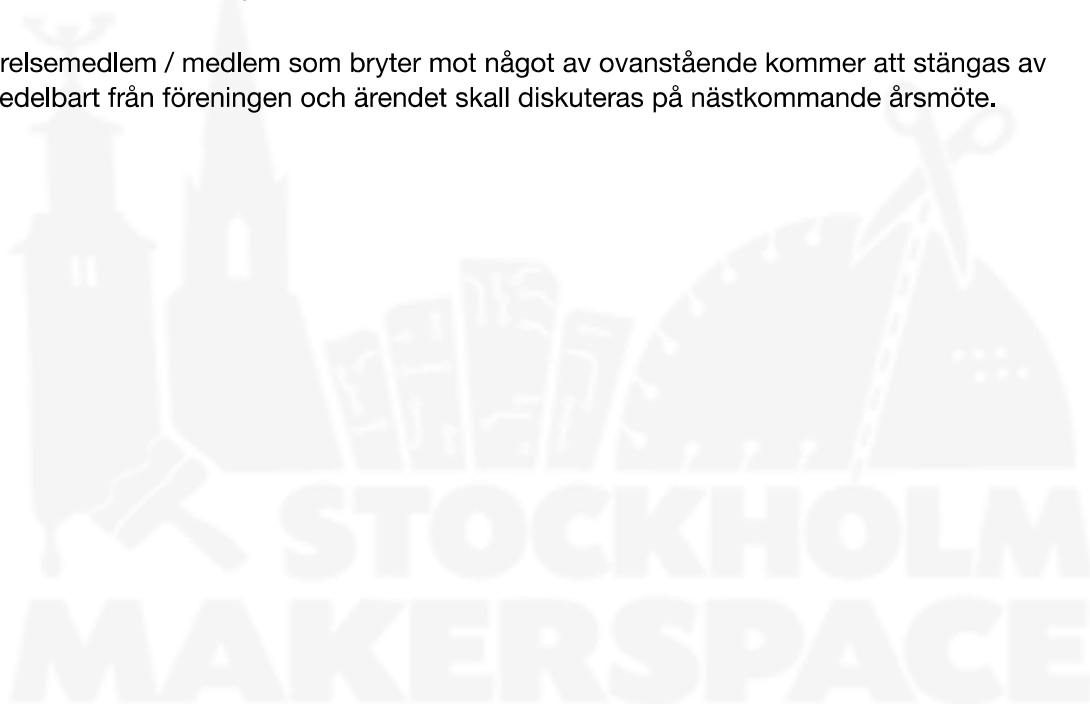 relsemedlem / medlem som bryter mot något av ovanstående kommer att stängas av
edelbart från föreningen och ärendet skall diskuteras på nästkommande årsmöte.
STOCKHOLM
MAKERSPACE